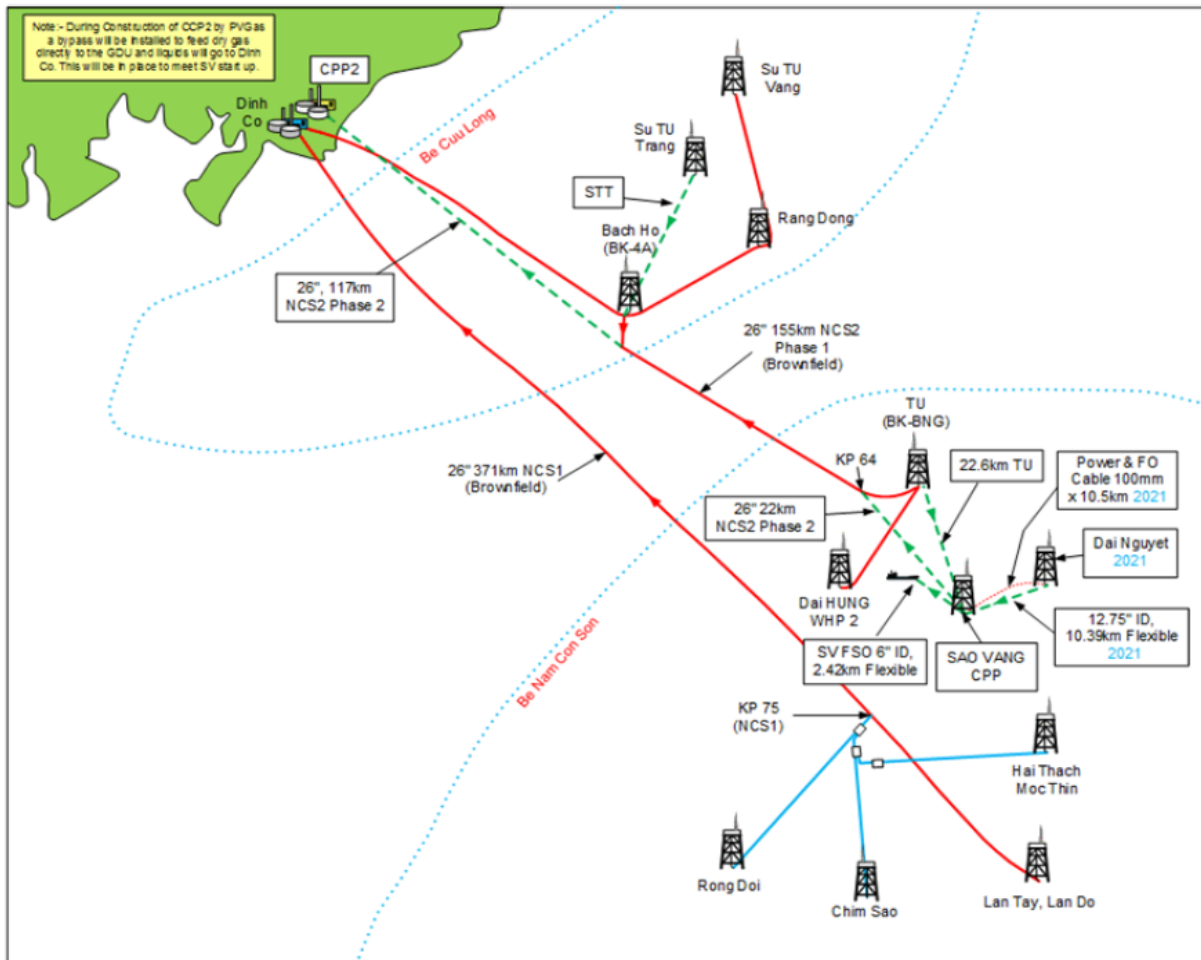 Note:- During Construction of CCP2 by PVGas
a bypass will be installed to feed dry gas
directly to the GDU and liquids will go to Dinh
Co. This will be in place to meet SV start up.
CPP2
Dinh
Co
Su TU
Vang
Su TU
Trang
Be Cuu Long
STT
Rang Dong
Bach Ho
(BK-4A)
26", 117km
NCS2 Phase 2
26" 155km NCS2
Phase 1
(Brownfield)
TU
(BK-BNG)
26" 371km NCS1
(Brownfield)
KP 64
22.6km TU
Power & FO
Cable 100mm
x 10.5km 2021
26" 22km
NCS2 Phase 2
Dai Nguyet
2021
Dai HUNG
WHP 2
12.75" ID,
10.39km Flexible
2021
SV FSO 6" ID,
2.42km Flexible
SAO VANG
CPP
Be Nam Con Son
KP 75
(NCS1)
Hai Thach
Moc Thin
Rong Doi
Chim Sao
Lan Tay, Lan Do